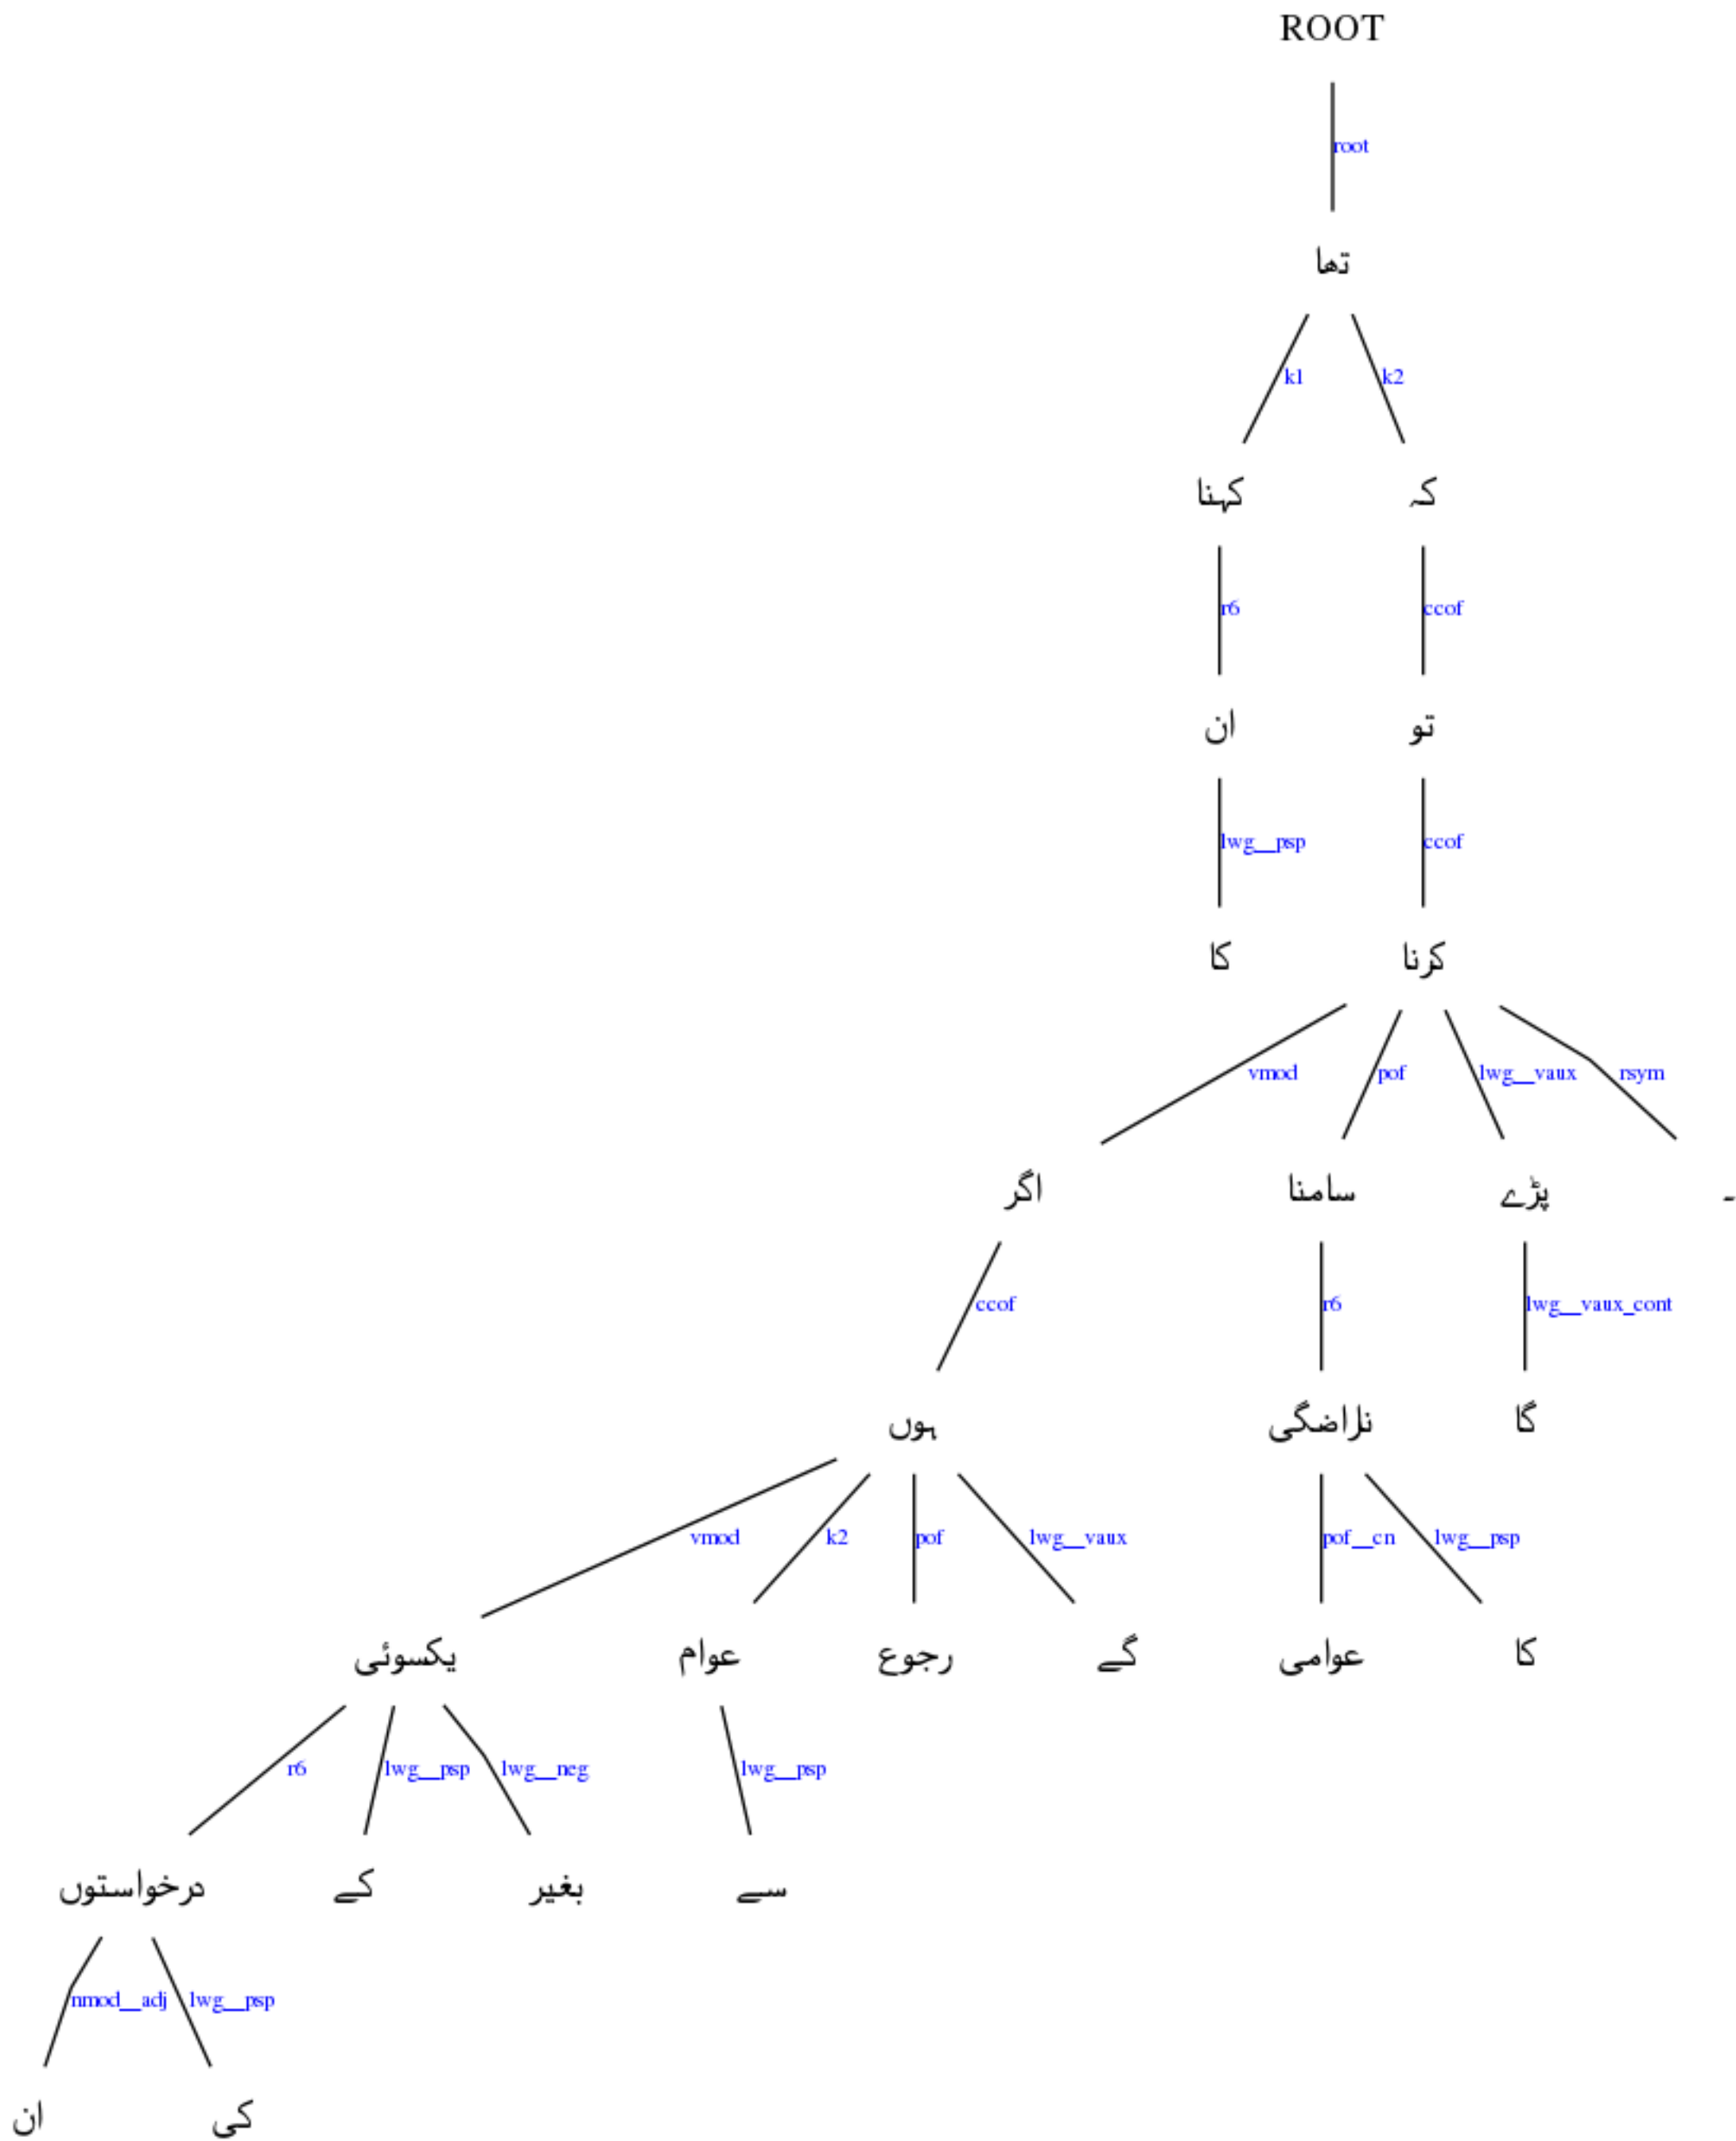 ROOT
root
تھا
k1 k2
کہنا کہ
r6 ccof
ان تو
lwg__psp ccof
کا کرنا
vmod pof lwg__vaux rsym
اگر سامنا پڑے ۔
ccof r6 lwg__vaux_cont
ہوں ناراضگی گا
vmod k2 pof lwg__vaux pof__cn lwg__psp
یکسوئی عوام رجوع گے عوامی کا
r6 lwg__psp lwg__neg lwg__psp
درخواستوں کے بغیر سے
nmod__adj lwg__psp
ان کی